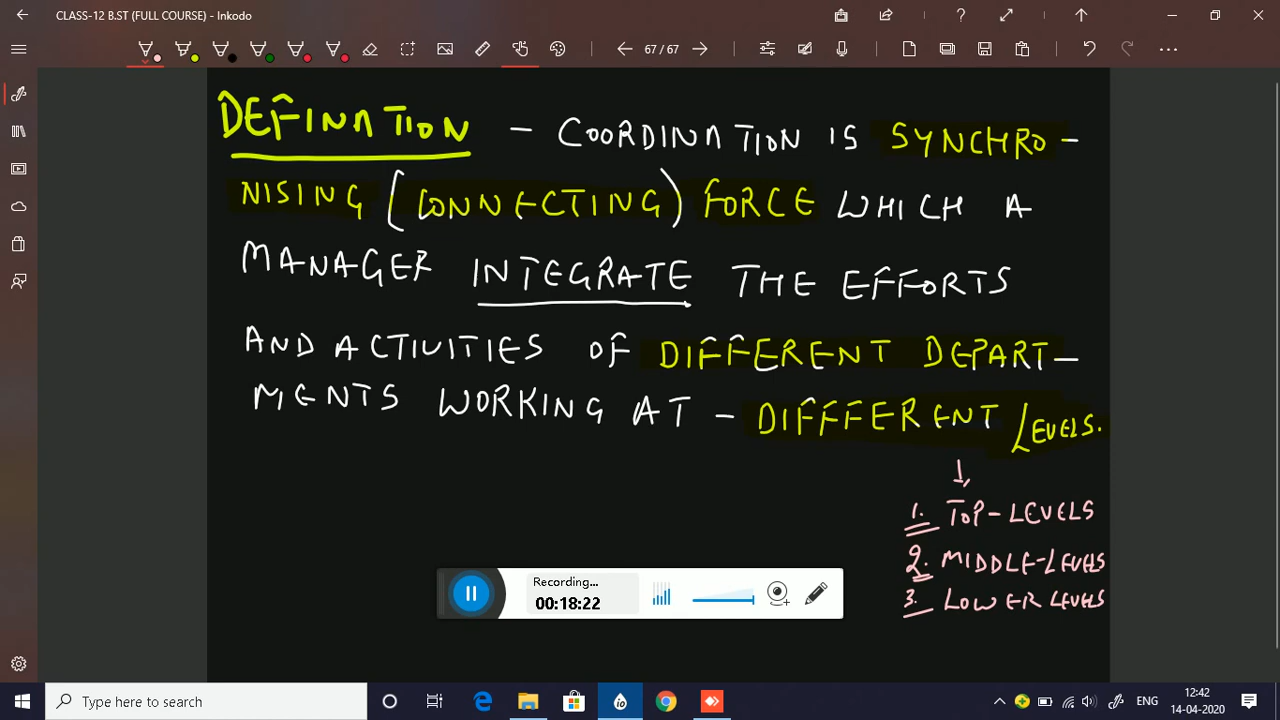 CLASS-12 B.ST (FULL COURSE) - Inkodo
67 / 67
DEFINATION - COORDINATION IS SYNCHRO-
NISING (CONNECTING) FORCE WHICH A
MANAGER INTEGRATE THE EFFORTS
AND ACTIVITIES OF DIFFERENT DEPART-
MENTS WORKING AT - DIFFFERENT LEVELS.
1. TOP-LEVELS
2. MIDDLE-LEVELS
3. LOWER LEVELS
Recording...
00:18:22
Type here to search
ENG
12:42
14-04-2020